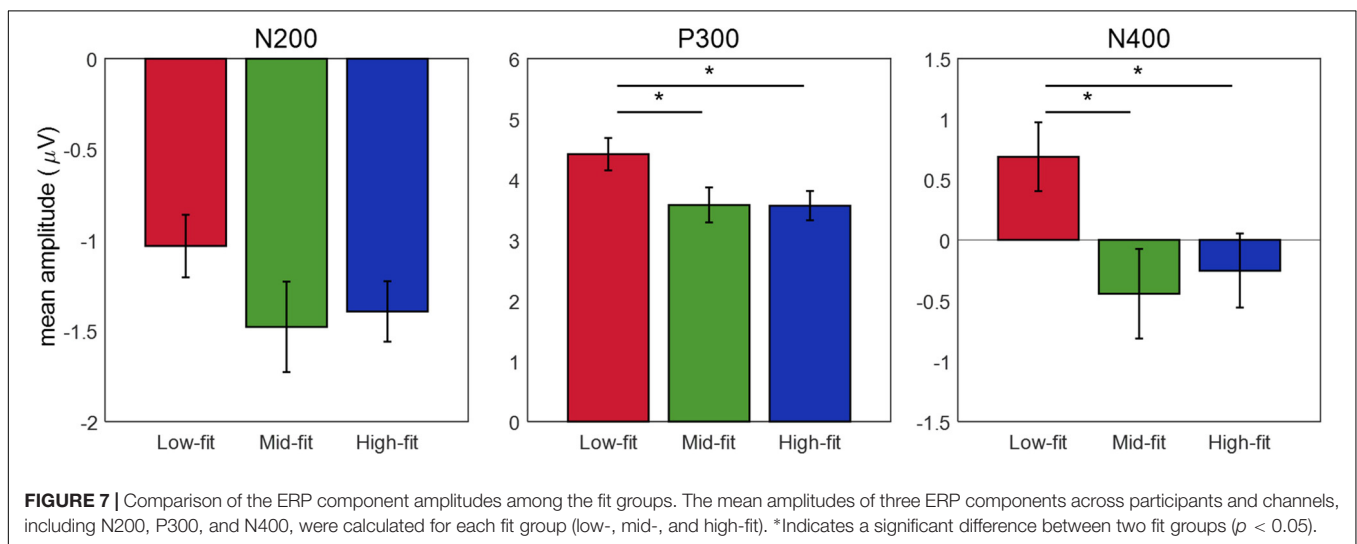 N200
P300
N400
mean amplitude (μV)
0
-0.5
-1
-1.5
-2
Low-fit Mid-fit High-fit
6
5
4
3
2
1
0
* *
Low-fit Mid-fit High-fit
1.5
1
0.5
0
-0.5
-1
-1.5
* *
Low-fit Mid-fit High-fit
FIGURE 7 | Comparison of the ERP component amplitudes among the fit groups. The mean amplitudes of three ERP components across participants and channels,
including N200, P300, and N400, were calculated for each fit group (low-, mid-, and high-fit). *Indicates a significant difference between two fit groups (p < 0.05).